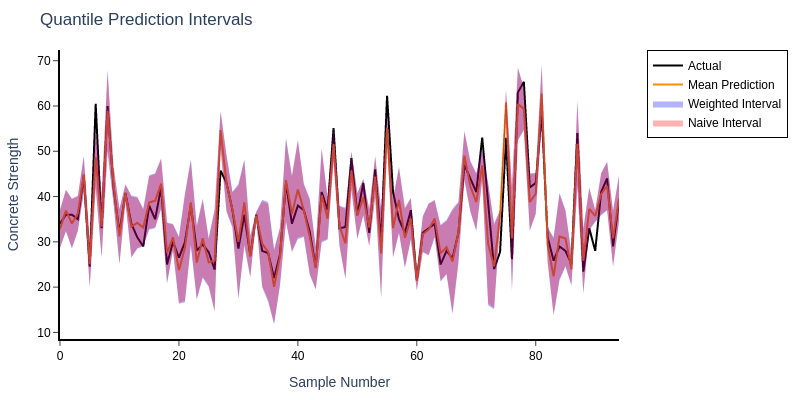 Quantile Prediction Intervals
Actual
Mean Prediction
Weighted Interval
Naive Interval
Concrete Strength
70
60
50
40
30
20
10
0
20
40
60
80
Sample Number